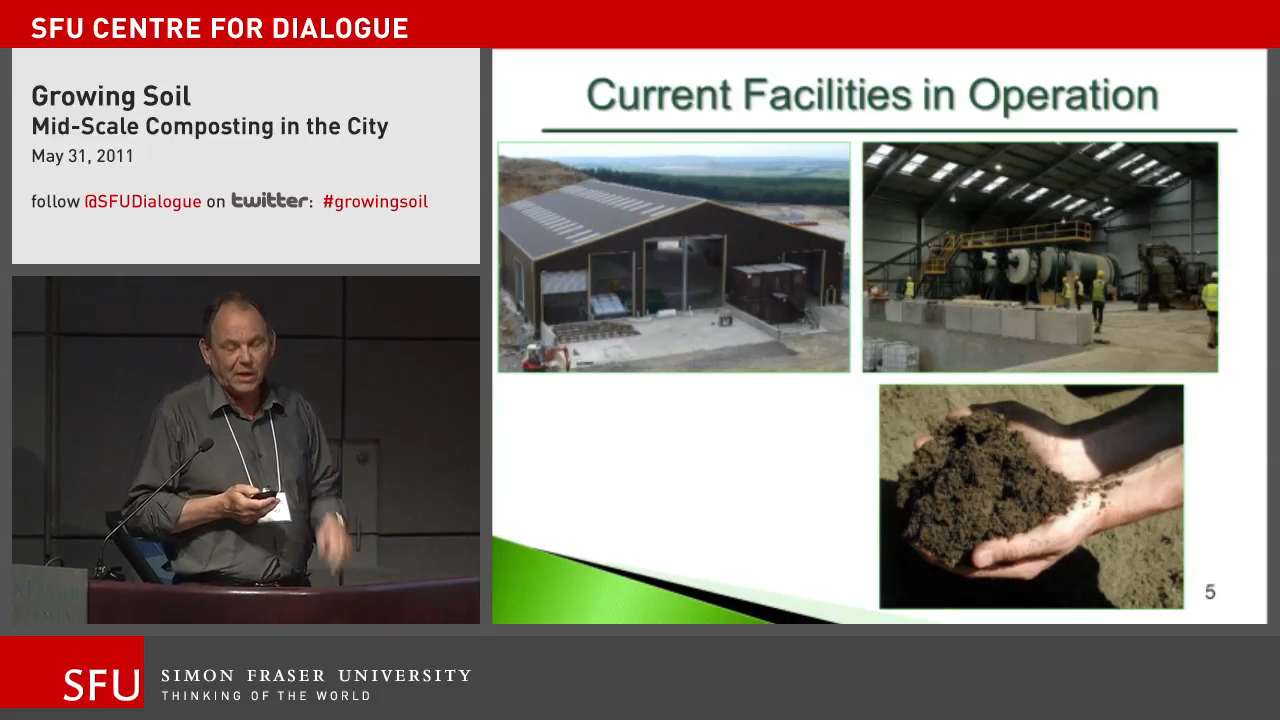 SFU CENTRE FOR DIALOGUE
Growing Soil
Mid-Scale Composting in the City
May 31, 2011
follow @SFUDialogue on twitter: #growingsoil
Current Facilities in Operation
5
SFU
SIMON FRASER UNIVERSITY
THINKING OF THE WORLD